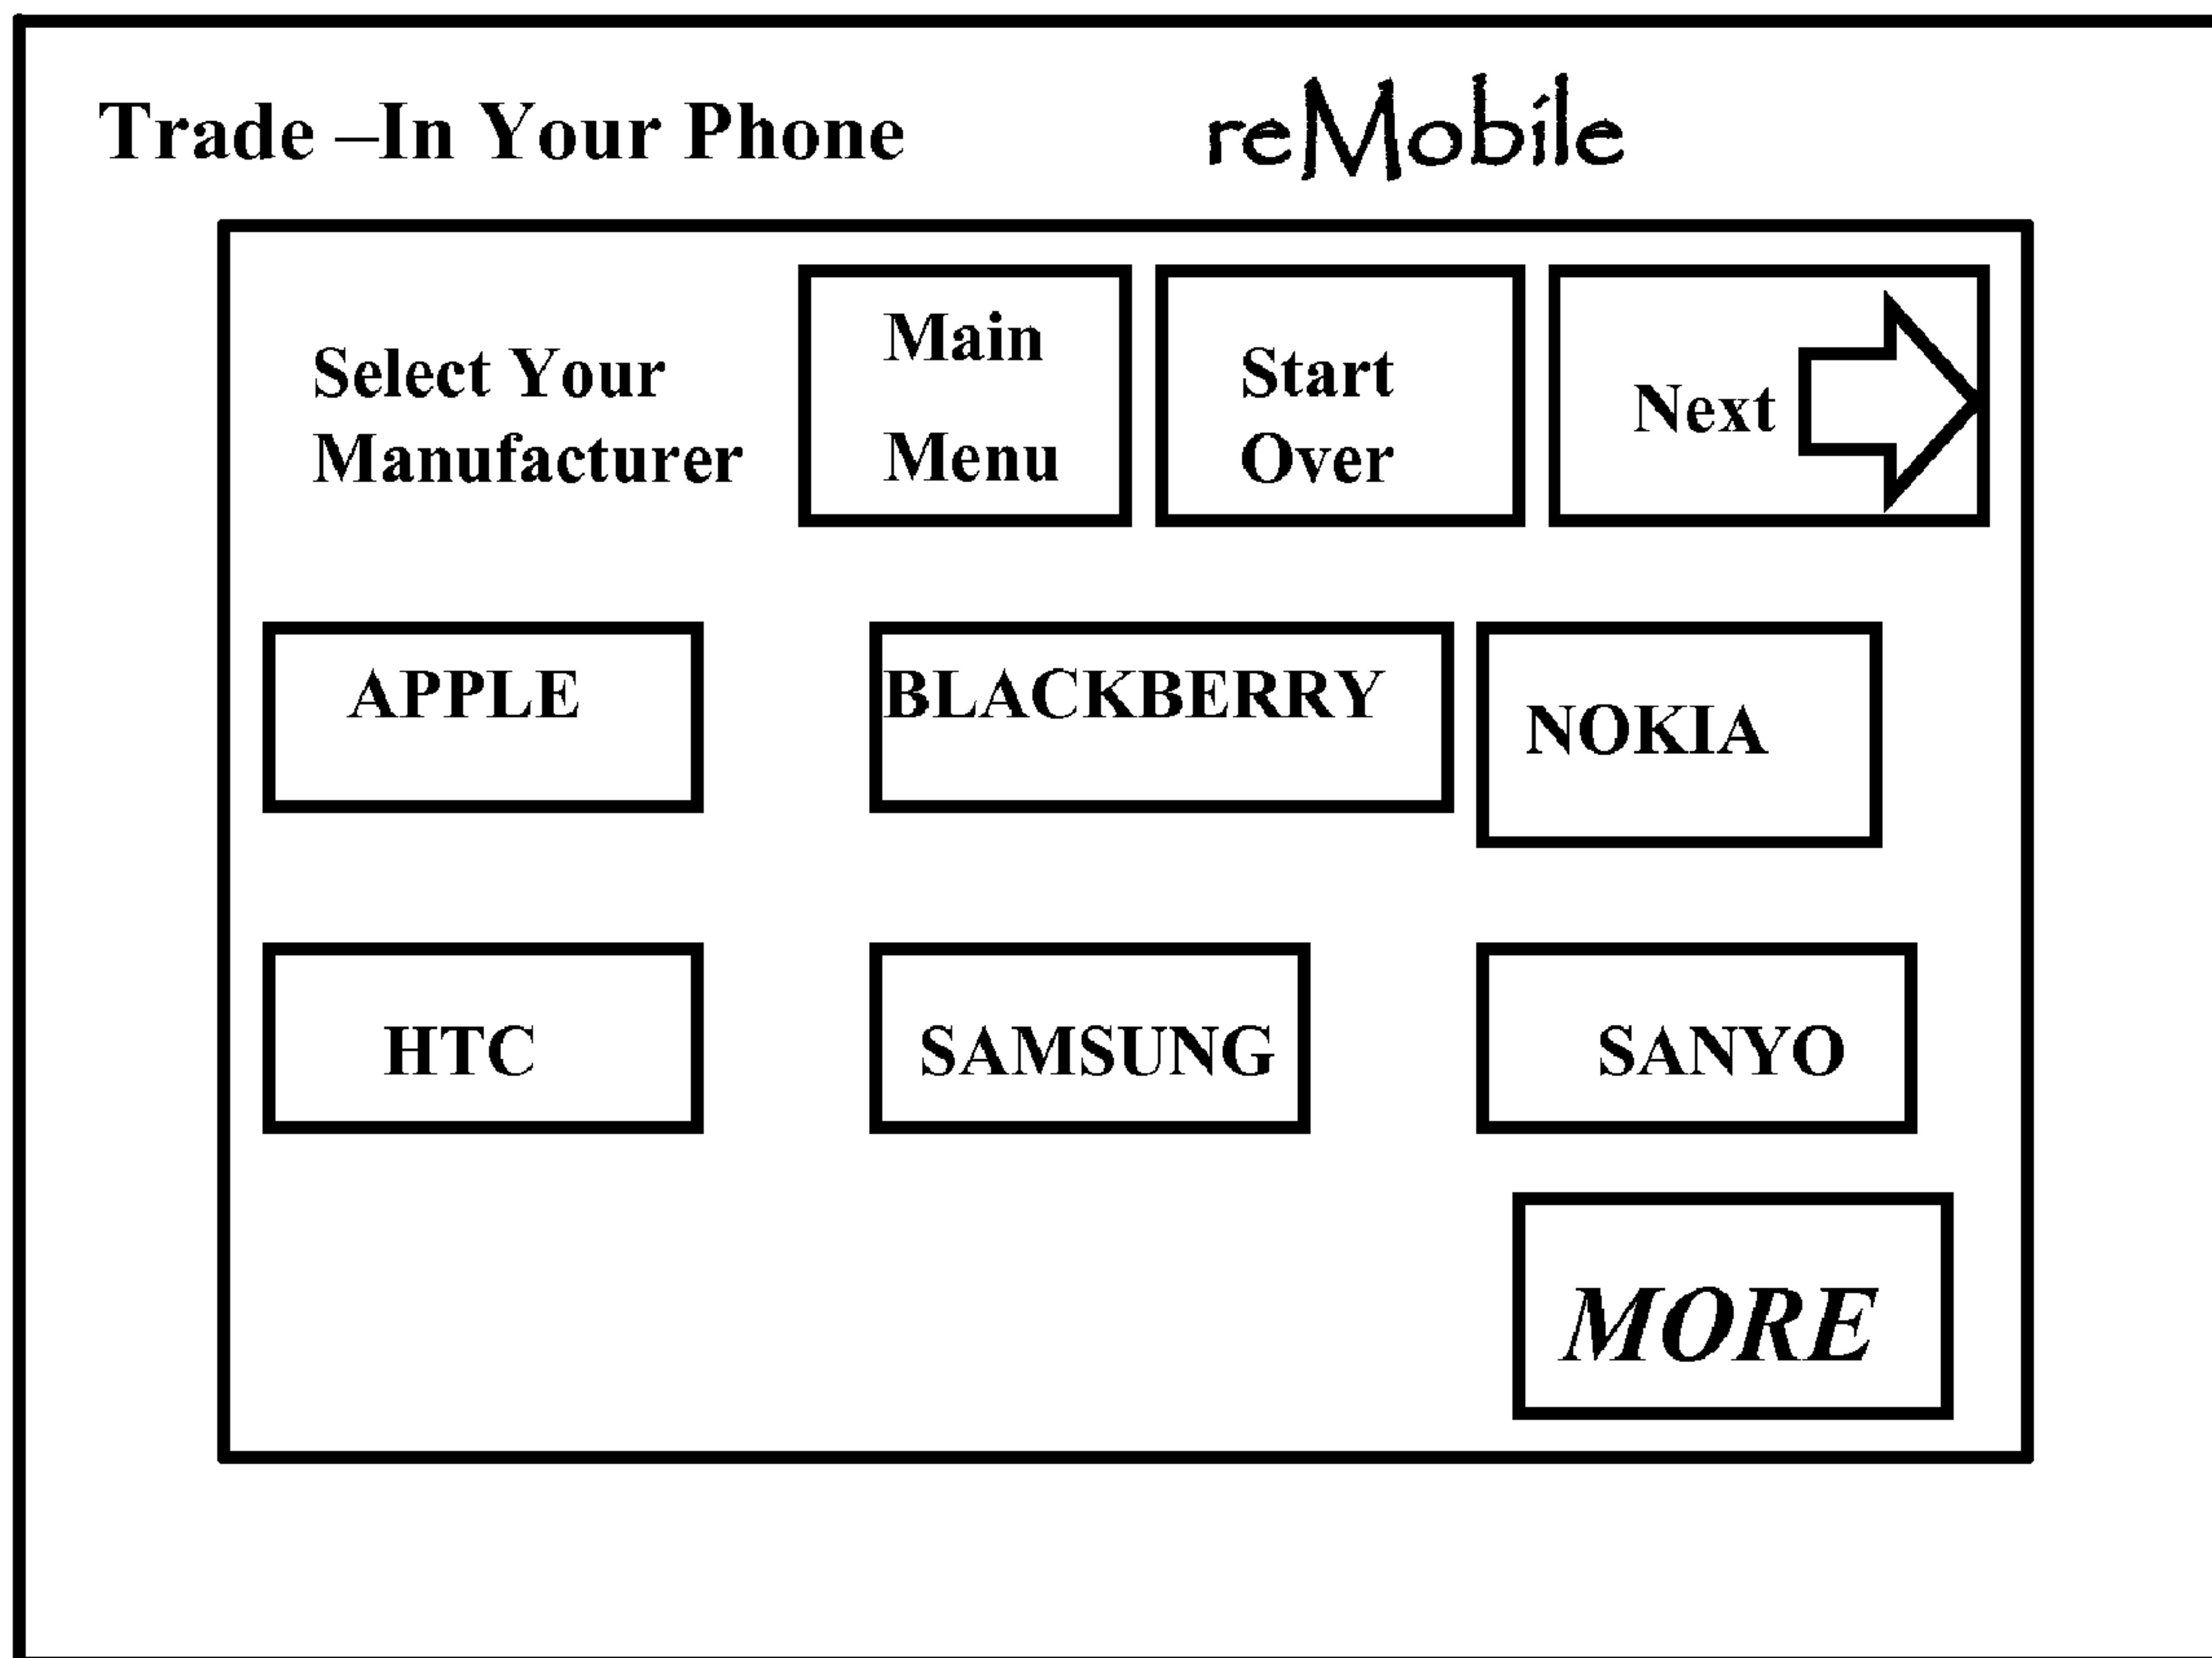 Trade –In Your Phone
reMobile
Select Your
Manufacturer
Main
Menu
Start
Over
Next
APPLE
BLACKBERRY
NOKIA
HTC
SAMSUNG
SANYO
MORE